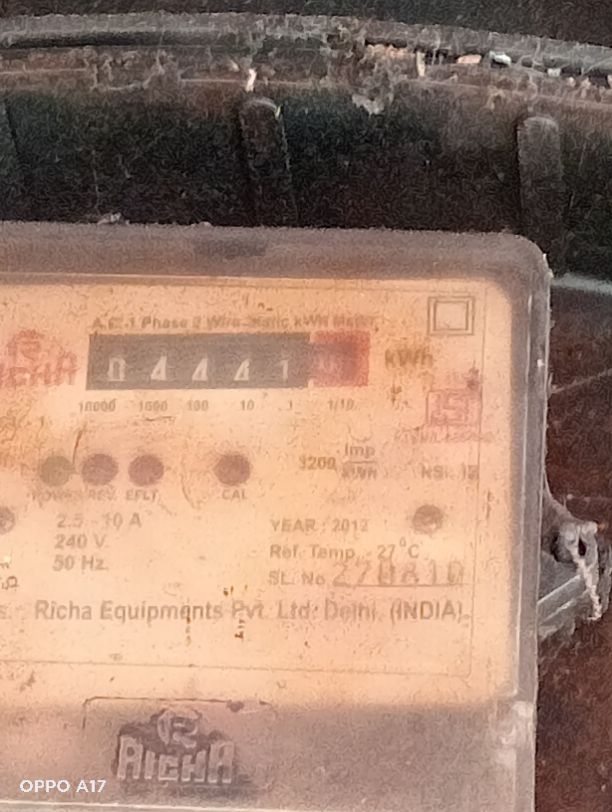 A.C. 1 Phase 2 Wire Static kWh Meter
RICHA
0 4 4 4 1
kWh
10000 1000 100 10 1 1/10
3200 Imp/kWh
POWER REV EFLT CAL
2.5 - 10 A
240 V.
50 Hz.
YEAR : 2012
Ref. Temp. 27°C
SL. No. 270810
Richa Equipments Pvt. Ltd. Delhi, (INDIA).
RICHA
OPPO A17